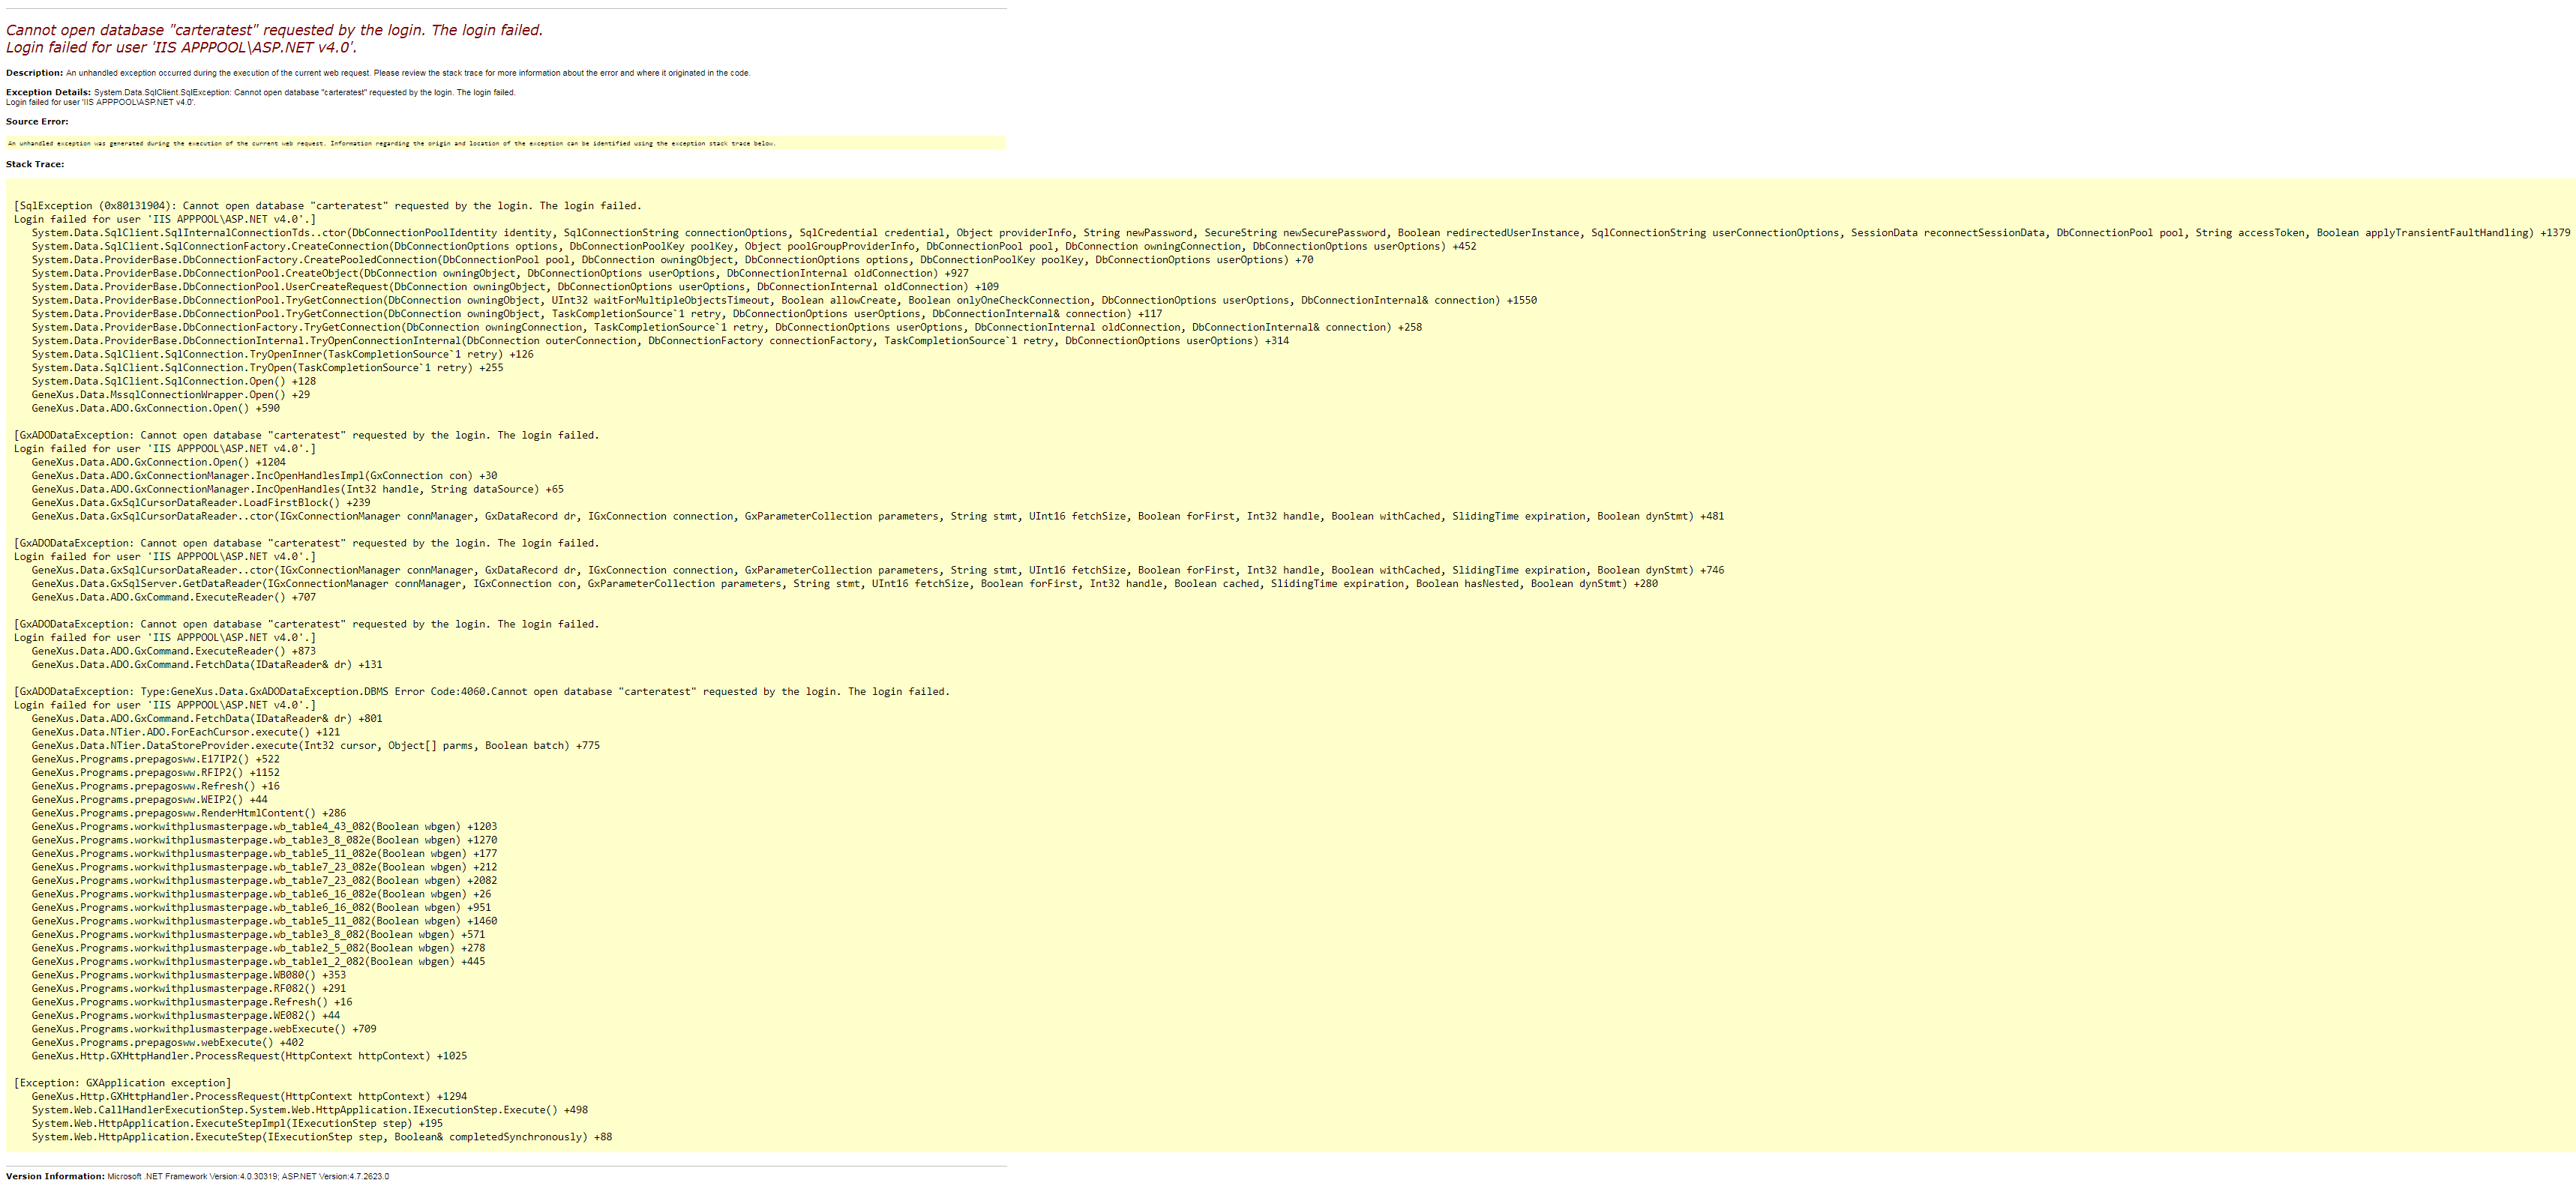 Cannot open database "carteratest" requested by the login. The login failed.
Login failed for user 'IIS APPPOOL\ASP.NET v4.0'.
Description: An unhandled exception occurred during the execution of the current web request. Please review the stack trace for more information about the error and where it originated in the code.
Exception Details: System.Data.SqlClient.SqlException: Cannot open database "carteratest" requested by the login. The login failed.
Login failed for user 'IIS APPPOOL\ASP.NET v4.0'.
Source Error:
An unhandled exception was generated during the execution of the current web request. Information regarding the origin and location of the exception can be identified using the exception stack trace below.
Stack Trace:
[SqlException (0x80131904): Cannot open database "carteratest" requested by the login. The login failed.
Login failed for user 'IIS APPPOOL\ASP.NET v4.0'.]
System.Data.SqlClient.SqlInternalConnectionTds..ctor(DbConnectionPoolIdentity identity, SqlConnectionString connectionOptions, SqlCredential credential, Object providerInfo, String newPassword, SecureString newSecurePassword, Boolean redirectedUserInstance, SqlConnectionString userConnectionOptions, SessionData reconnectSessionData, DbConnectionPool pool, String accessToken, Boolean applyTransientFaultHandling) +1379
System.Data.SqlClient.SqlConnectionFactory.CreateConnection(DbConnectionOptions options, DbConnectionPoolKey poolKey, Object poolGroupProviderInfo, DbConnectionPool pool, DbConnection owningConnection, DbConnectionOptions userOptions) +452
System.Data.ProviderBase.DbConnectionFactory.CreatePooledConnection(DbConnectionPool pool, DbConnection owningObject, DbConnectionOptions options, DbConnectionPoolKey poolKey, DbConnectionOptions userOptions) +70
System.Data.ProviderBase.DbConnectionPool.CreateObject(DbConnection owningObject, DbConnectionOptions userOptions, DbConnectionInternal oldConnection) +927
System.Data.ProviderBase.DbConnectionPool.UserCreateRequest(DbConnection owningObject, DbConnectionOptions userOptions, DbConnectionInternal oldConnection) +109
System.Data.ProviderBase.DbConnectionPool.TryGetConnection(DbConnection owningObject, UInt32 waitForMultipleObjectsTimeout, Boolean allowCreate, Boolean onlyOneCheckConnection, DbConnectionOptions userOptions, DbConnectionInternal& connection) +1550
System.Data.ProviderBase.DbConnectionPool.TryGetConnection(DbConnection owningObject, TaskCompletionSource`1 retry, DbConnectionOptions userOptions, DbConnectionInternal& connection) +117
System.Data.ProviderBase.DbConnectionFactory.TryGetConnection(DbConnection owningConnection, TaskCompletionSource`1 retry, DbConnectionOptions userOptions, DbConnectionInternal oldConnection, DbConnectionInternal& connection) +258
System.Data.ProviderBase.DbConnectionInternal.TryOpenConnectionInternal(DbConnection outerConnection, DbConnectionFactory connectionFactory, TaskCompletionSource`1 retry, DbConnectionOptions userOptions) +314
System.Data.SqlClient.SqlConnection.TryOpenInner(TaskCompletionSource`1 retry) +126
System.Data.SqlClient.SqlConnection.TryOpen(TaskCompletionSource`1 retry) +255
System.Data.SqlClient.SqlConnection.Open() +128
GeneXus.Data.MssqlConnectionWrapper.Open() +29
GeneXus.Data.ADO.GxConnection.Open() +590
[GxADODataException: Cannot open database "carteratest" requested by the login. The login failed.
Login failed for user 'IIS APPPOOL\ASP.NET v4.0'.]
GeneXus.Data.ADO.GxConnection.Open() +1204
GeneXus.Data.ADO.GxConnectionManager.IncOpenHandlesImpl(GxConnection con) +30
GeneXus.Data.ADO.GxConnectionManager.IncOpenHandles(Int32 handle, String dataSource) +65
GeneXus.Data.GxSqlCursorDataReader.LoadFirstBlock() +239
GeneXus.Data.GxSqlCursorDataReader..ctor(IGxConnectionManager connManager, GxDataRecord dr, IGxConnection connection, GxParameterCollection parameters, String stmt, UInt16 fetchSize, Boolean forFirst, Int32 handle, Boolean withCached, SlidingTime expiration, Boolean dynStmt) +481
[GxADODataException: Cannot open database "carteratest" requested by the login. The login failed.
Login failed for user 'IIS APPPOOL\ASP.NET v4.0'.]
GeneXus.Data.GxSqlCursorDataReader..ctor(IGxConnectionManager connManager, GxDataRecord dr, IGxConnection connection, GxParameterCollection parameters, String stmt, UInt16 fetchSize, Boolean forFirst, Int32 handle, Boolean withCached, SlidingTime expiration, Boolean dynStmt) +746
GeneXus.Data.GxSqlServer.GetDataReader(IGxConnectionManager connManager, IGxConnection con, GxParameterCollection parameters, String stmt, UInt16 fetchSize, Boolean forFirst, Int32 handle, Boolean cached, SlidingTime expiration, Boolean hasNested, Boolean dynStmt) +280
GeneXus.Data.ADO.GxCommand.ExecuteReader() +707
[GxADODataException: Cannot open database "carteratest" requested by the login. The login failed.
Login failed for user 'IIS APPPOOL\ASP.NET v4.0'.]
GeneXus.Data.ADO.GxCommand.ExecuteReader() +873
GeneXus.Data.ADO.GxCommand.FetchData(IDataReader& dr) +131
[GxADODataException: Type:GeneXus.Data.GxADODataException.DBMS Error Code:4060.Cannot open database "carteratest" requested by the login. The login failed.
Login failed for user 'IIS APPPOOL\ASP.NET v4.0'.]
GeneXus.Data.ADO.GxCommand.FetchData(IDataReader& dr) +801
GeneXus.Data.NTier.ADO.ForEachCursor.execute() +121
GeneXus.Data.NTier.DataStoreProvider.execute(Int32 cursor, Object[] parms, Boolean batch) +775
GeneXus.Programs.prepagosww.E17IP2() +522
GeneXus.Programs.prepagosww.RFIP2() +1152
GeneXus.Programs.prepagosww.Refresh() +16
GeneXus.Programs.prepagosww.WEIP2() +44
GeneXus.Programs.prepagosww.RenderHtmlContent() +286
GeneXus.Programs.workwithplusmasterpage.wb_table4_43_082(Boolean wbgen) +1203
GeneXus.Programs.workwithplusmasterpage.wb_table3_8_082e(Boolean wbgen) +1270
GeneXus.Programs.workwithplusmasterpage.wb_table5_11_082e(Boolean wbgen) +177
GeneXus.Programs.workwithplusmasterpage.wb_table7_23_082e(Boolean wbgen) +212
GeneXus.Programs.workwithplusmasterpage.wb_table7_23_082(Boolean wbgen) +2082
GeneXus.Programs.workwithplusmasterpage.wb_table6_16_082e(Boolean wbgen) +26
GeneXus.Programs.workwithplusmasterpage.wb_table6_16_082(Boolean wbgen) +951
GeneXus.Programs.workwithplusmasterpage.wb_table5_11_082(Boolean wbgen) +1460
GeneXus.Programs.workwithplusmasterpage.wb_table3_8_082(Boolean wbgen) +571
GeneXus.Programs.workwithplusmasterpage.wb_table2_5_082(Boolean wbgen) +278
GeneXus.Programs.workwithplusmasterpage.wb_table1_2_082(Boolean wbgen) +445
GeneXus.Programs.workwithplusmasterpage.WB080() +353
GeneXus.Programs.workwithplusmasterpage.RF082() +291
GeneXus.Programs.workwithplusmasterpage.Refresh() +16
GeneXus.Programs.workwithplusmasterpage.WE082() +44
GeneXus.Programs.workwithplusmasterpage.webExecute() +709
GeneXus.Programs.prepagosww.webExecute() +402
GeneXus.Http.GXHttpHandler.ProcessRequest(HttpContext httpContext) +1025
[Exception: GXApplication exception]
GeneXus.Http.GXHttpHandler.ProcessRequest(HttpContext httpContext) +1294
System.Web.CallHandlerExecutionStep.System.Web.HttpApplication.IExecutionStep.Execute() +498
System.Web.HttpApplication.ExecuteStepImpl(IExecutionStep step) +195
System.Web.HttpApplication.ExecuteStep(IExecutionStep step, Boolean& completedSynchronously) +88
Version Information: Microsoft .NET Framework Version:4.0.30319; ASP.NET Version:4.7.2623.0